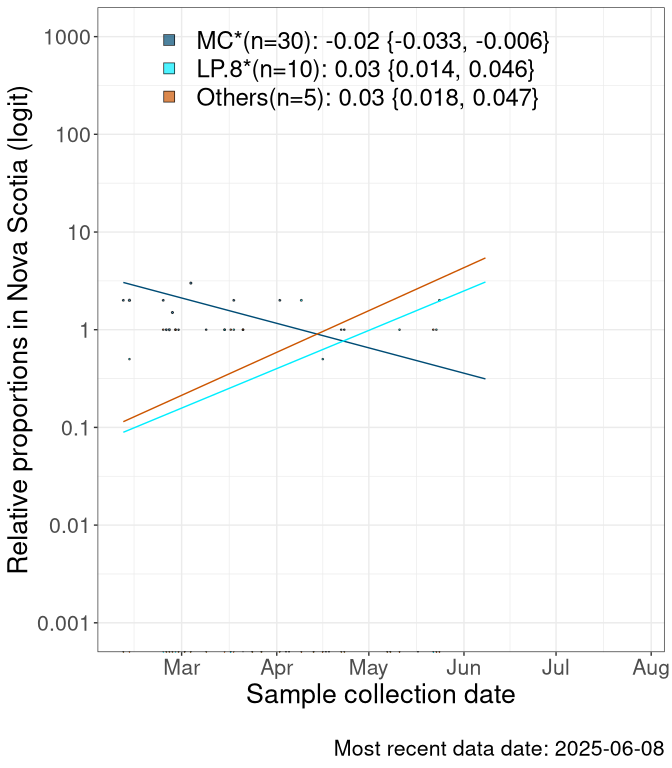 Relative proportions in Nova Scotia (logit)
MC*(n=30): -0.02 {-0.033, -0.006}
LP.8*(n=10): 0.03 {0.014, 0.046}
Others(n=5): 0.03 {0.018, 0.047}
1000
100
10
1
0.1
0.01
0.001
Mar Apr May Jun Jul Aug
Sample collection date
Most recent data date: 2025-06-08